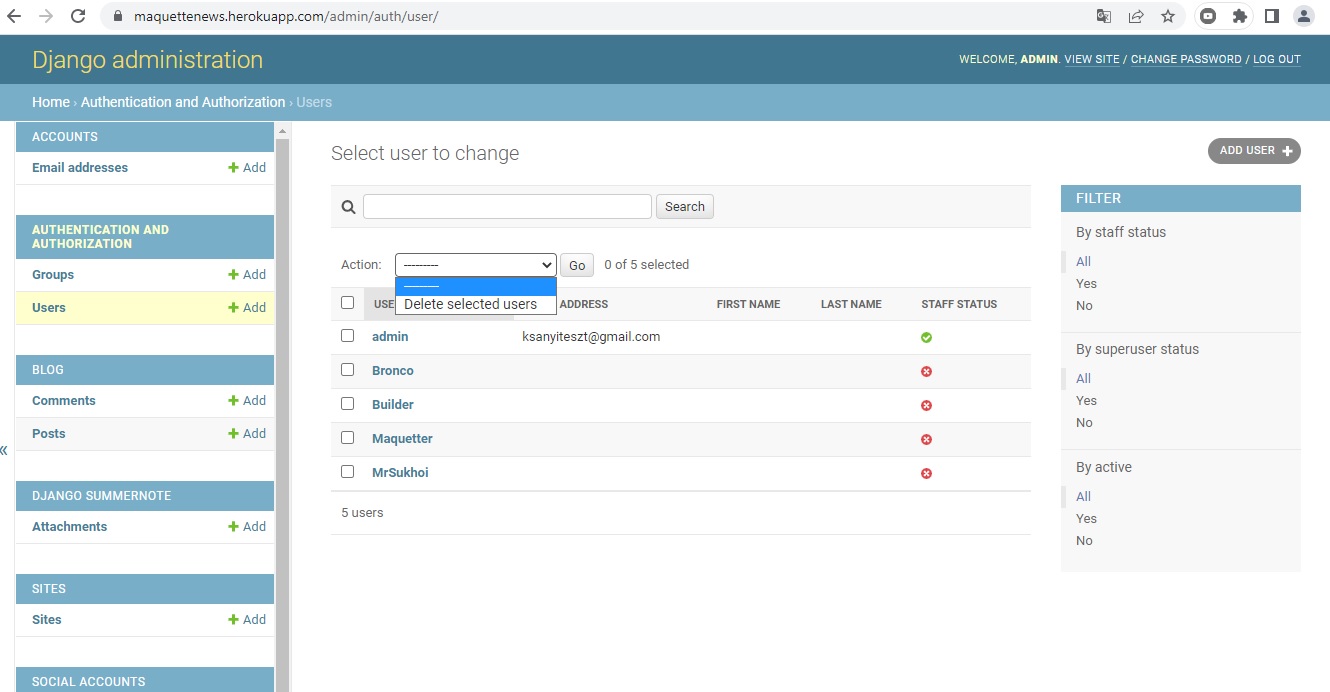 maquettenews.herokuapp.com/admin/auth/user/
Django administration
WELCOME, ADMIN. VIEW SITE / CHANGE PASSWORD / LOG OUT
Home › Authentication and Authorization › Users
ACCOUNTS
Email addresses + Add
AUTHENTICATION AND
AUTHORIZATION
Groups + Add
Users + Add
BLOG
Comments + Add
Posts + Add
«
DJANGO SUMMERNOTE
Attachments + Add
SITES
Sites + Add
SOCIAL ACCOUNTS
Select user to change
ADD USER +
Search
Action: --------- Go 0 of 5 selected
---------
Delete selected users
USE ADDRESS FIRST NAME LAST NAME STAFF STATUS
admin ksanyiteszt@gmail.com
Bronco
Builder
Maquetter
MrSukhoi
5 users
FILTER
By staff status
All
Yes
No
By superuser status
All
Yes
No
By active
All
Yes
No